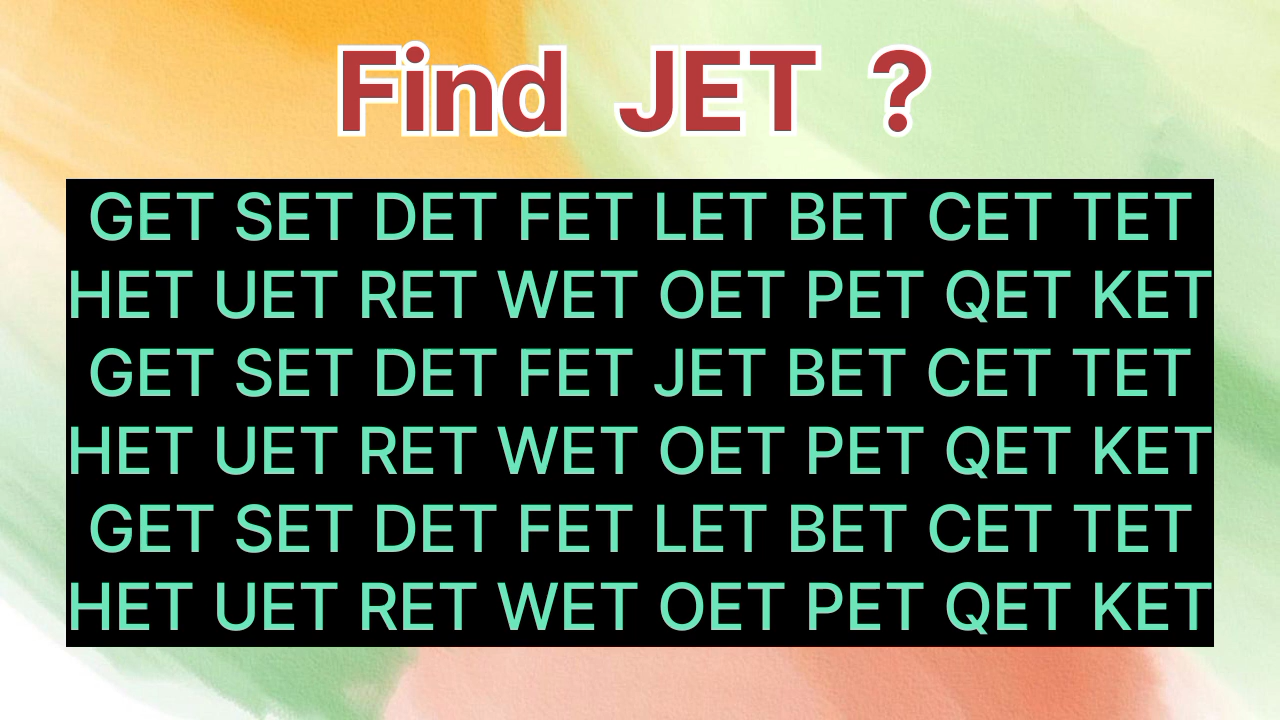 Find JET ?
GET SET DET FET LET BET CET TET
HET UET RET WET OET PET QET KET
GET SET DET FET JET BET CET TET
HET UET RET WET OET PET QET KET
GET SET DET FET LET BET CET TET
HET UET RET WET OET PET QET KET